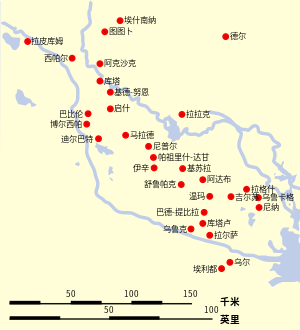 埃什南纳
图图卜
德尔
拉皮库姆
西帕尔
阿克沙克
库塔
基德-努恩
启什
巴比伦
拉拉克
博尔西帕
马拉德
迪尔巴特
尼普尔
帕祖里什-达甘
伊辛
基苏拉
阿达布
舒鲁帕克
拉格什
温玛
吉尔苏
乌鲁卡格
尼纳
巴德-提比拉
库塔卢
乌鲁克
拉尔萨
乌尔
埃利都
50 100 150
千米
50 100
英里